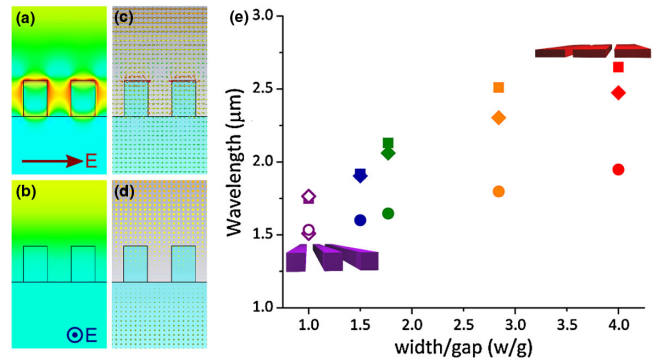 (a)
(c)
(e)
E
(b)
(d)
E
Wavelength (μm)
3.0
2.5
2.0
1.5
1.0
1.0
1.5
2.0
2.5
3.0
3.5
4.0
width/gap (w/g)